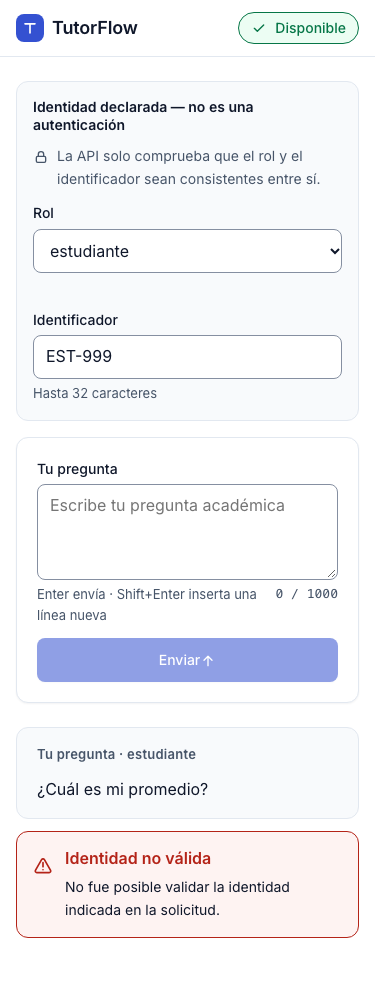 TutorFlow
Disponible
Identidad declarada — no es una
autenticación
La API solo comprueba que el rol y el
identificador sean consistentes entre sí.
Rol
estudiante
Identificador
EST-999
Hasta 32 caracteres
Tu pregunta
Escribe tu pregunta académica
Enter envía · Shift+Enter inserta una
línea nueva
0 / 1000
Enviar↑
Tu pregunta · estudiante
¿Cuál es mi promedio?
Identidad no válida
No fue posible validar la identidad
indicada en la solicitud.